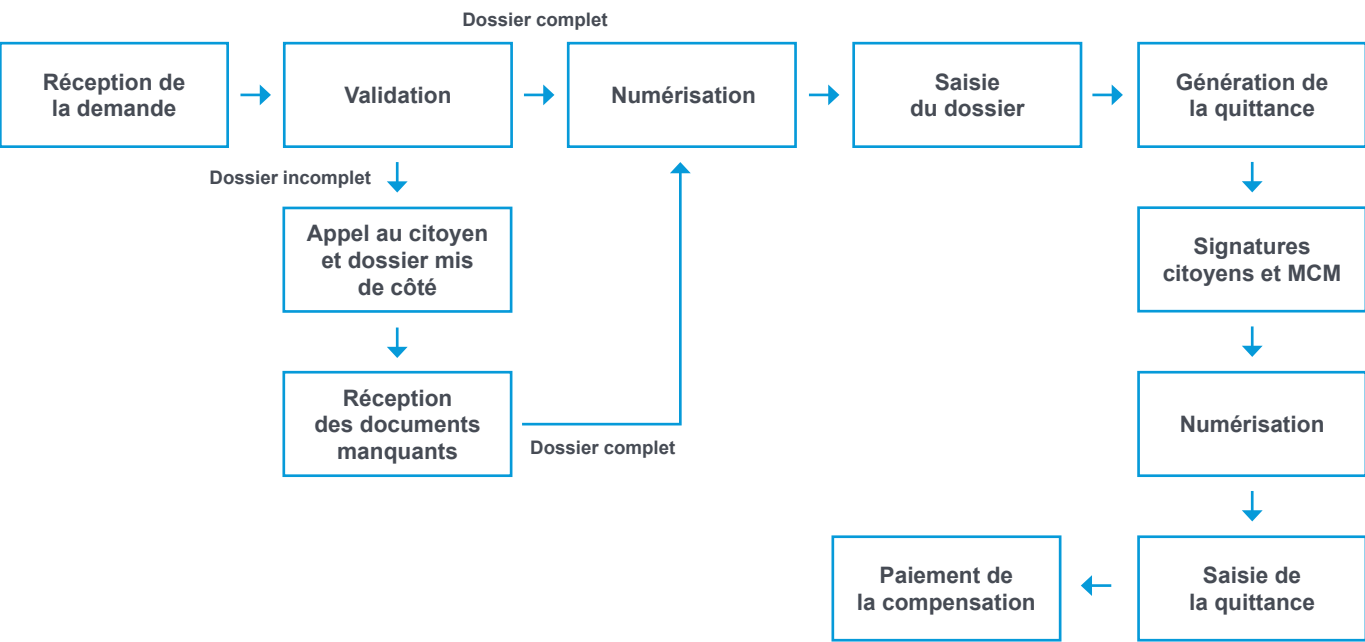 Dossier complet
Réception de
la demande
Validation
Numérisation
Saisie
du dossier
Génération de
la quittance
Dossier incomplet
Appel au citoyen
et dossier mis
de côté
Signatures
citoyens et MCM
Réception
des documents
manquants
Dossier complet
Numérisation
Paiement de
la compensation
Saisie de
la quittance